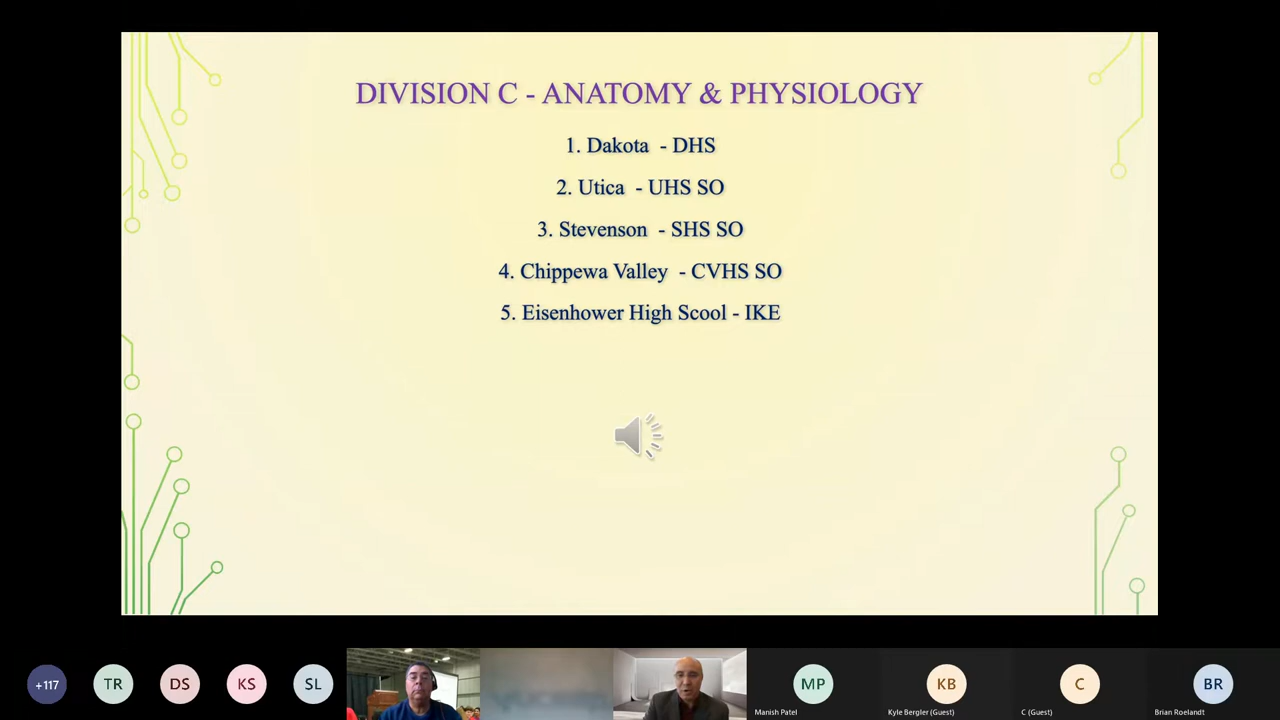 DIVISION C - ANATOMY & PHYSIOLOGY
1. Dakota - DHS
2. Utica - UHS SO
3. Stevenson - SHS SO
4. Chippewa Valley - CVHS SO
5. Eisenhower High Scool - IKE
+117 TR DS KS SL MP KB C BR
Manish Patel Kyle Bergler (Guest) C (Guest) Brian Roelandt